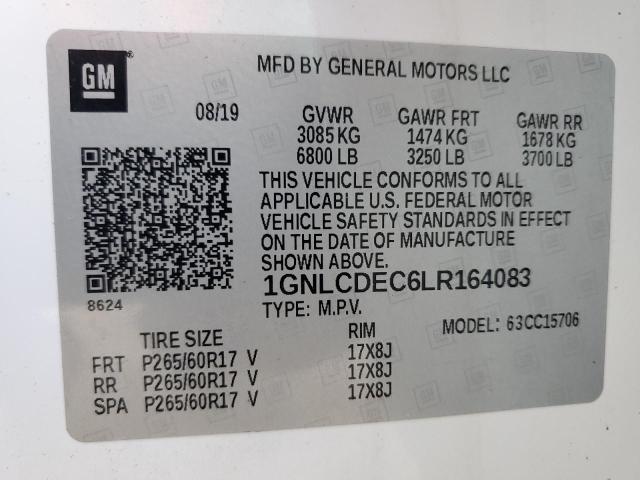 GM
MFD BY GENERAL MOTORS LLC
08/19 GVWR GAWR FRT GAWR RR
3085 KG 1474 KG 1678 KG
6800 LB 3250 LB 3700 LB
THIS VEHICLE CONFORMS TO ALL
APPLICABLE U.S. FEDERAL MOTOR
VEHICLE SAFETY STANDARDS IN EFFECT
ON THE DATE OF MANUFACTURE
SHOWN ABOVE.
8624
1GNLCDEC6LR164083
TYPE: M.P.V.
MODEL: 63CC15706
TIRE SIZE RIM
FRT P265/60R17 V 17X8J
RR P265/60R17 V 17X8J
SPA P265/60R17 V 17X8J